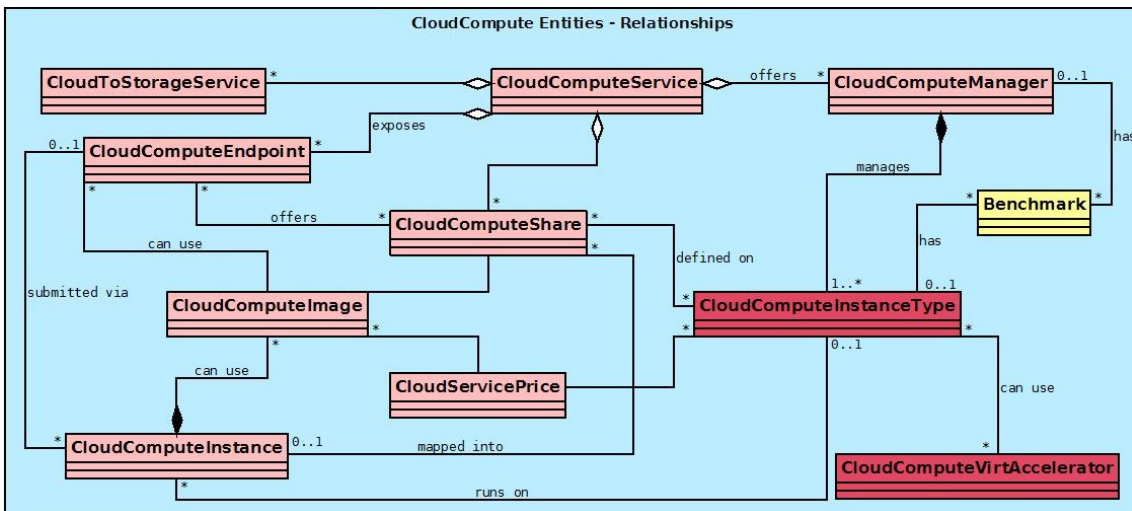 CloudCompute Entities - Relationships
CloudToStorageService
*
CloudComputeService
offers
*
CloudComputeManager
0..1
exposes
*
0..1
CloudComputeEndpoint
has
manages
*
*
*
*
*
Benchmark
offers
*
CloudComputeShare
*
can use
*
has
defined on
submitted via
1..*
0..1
CloudComputeImage
*
CloudComputeInstanceType
*
*
*
0..1
*
can use
CloudServicePrice
can use
*
CloudComputeInstance
0..1
mapped into
*
CloudComputeVirtAccelerator
*
runs on